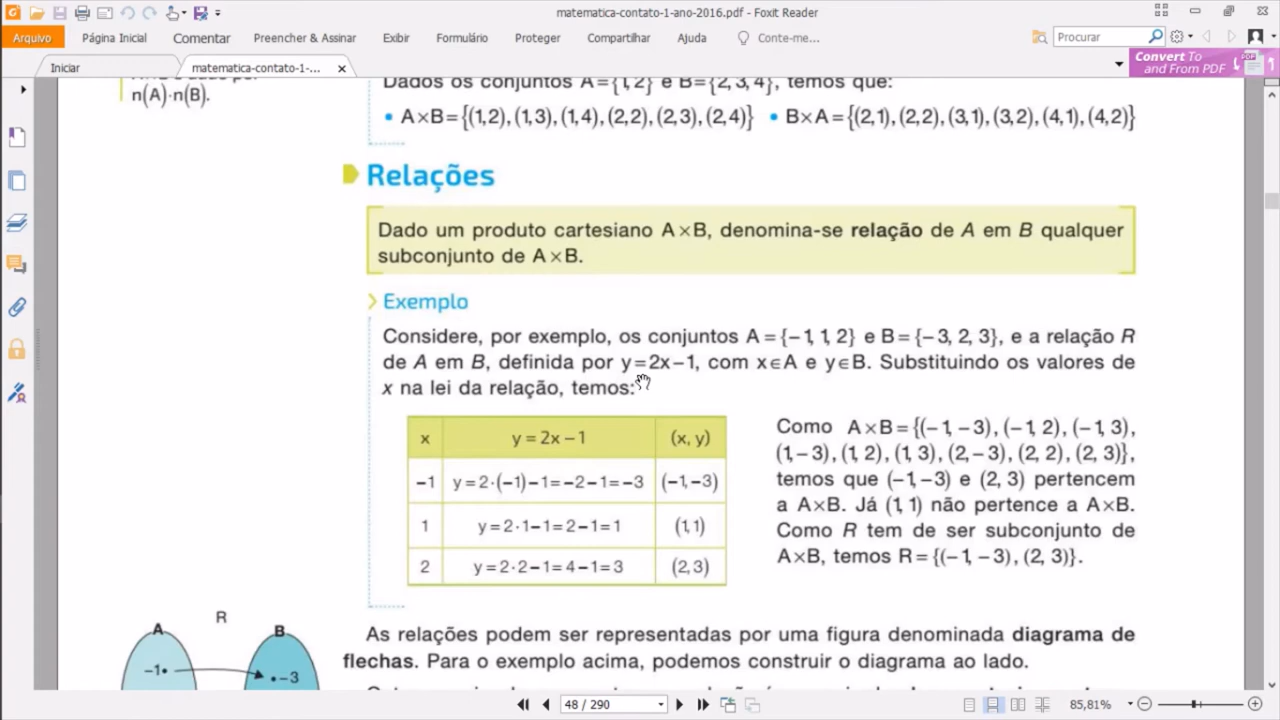 matematica-contato-1-ano-2016.pdf - Foxit Reader
Arquivo Página Inicial Comentar Preencher & Assinar Exibir Formulário Proteger Compartilhar Ajuda Conte-me... Procurar
Iniciar matematica-contato-1-... Convert To
and From PDF
n(A)·n(B).
Dados os conjuntos A={1,2} e B={2,3,4}, temos que:
• A×B={(1,2),(1,3),(1,4),(2,2),(2,3),(2,4)} • B×A={(2,1),(2,2),(3,1),(3,2),(4,1),(4,2)}
Relações
Dado um produto cartesiano A×B, denomina-se relação de A em B qualquer
subconjunto de A×B.
Exemplo
Considere, por exemplo, os conjuntos A={−1, 1, 2} e B={−3, 2, 3}, e a relação R
de A em B, definida por y=2x−1, com x∈A e y∈B. Substituindo os valores de
x na lei da relação, temos:
x y=2x−1 (x, y)
−1 y=2·(−1)−1=−2−1=−3 (−1,−3)
1 y=2·1−1=2−1=1 (1,1)
2 y=2·2−1=4−1=3 (2,3)
Como A×B={(−1,−3), (−1, 2), (−1, 3),
(1,−3), (1, 2), (1, 3), (2,−3), (2, 2), (2, 3)},
temos que (−1,−3) e (2, 3) pertencem
a A×B. Já (1, 1) não pertence a A×B.
Como R tem de ser subconjunto de
A×B, temos R={(−1,−3), (2, 3)}.
R
A B
−1• •−3
As relações podem ser representadas por uma figura denominada diagrama de
flechas. Para o exemplo acima, podemos construir o diagrama ao lado.
48 / 290 85,81%